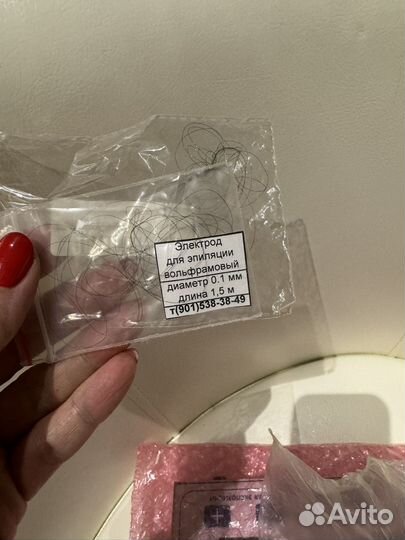 Электрод
для эпиляции
вольфрамовый
диаметр 0.1 мм
длина 1,5 м
т(901)538-38-49
Avito